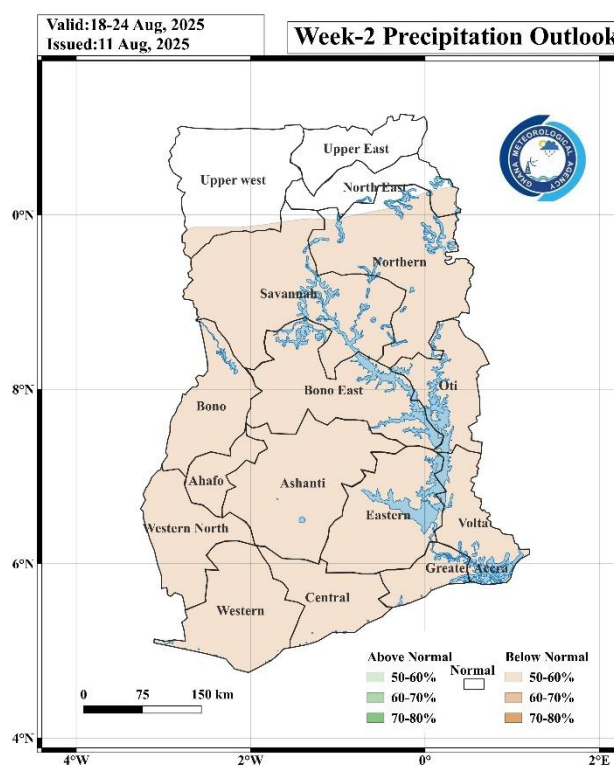 Valid:18-24 Aug, 2025
Issued:11 Aug, 2025
Week-2 Precipitation Outlook
GHANA METEOROLOGICAL AGENCY
Upper East
Upper west
North East
0°N
Northern
Savannah
8°N
Bono East
Oti
Bono
Ahafo
Ashanti
Eastern
Western North
Volta
6°N
Greater Accra
Central
Western
Above Normal
Normal
Below Normal
50-60%
50-60%
60-70%
60-70%
70-80%
70-80%
0 75 150 km
4°N
4°W 2°W 0° 2°E